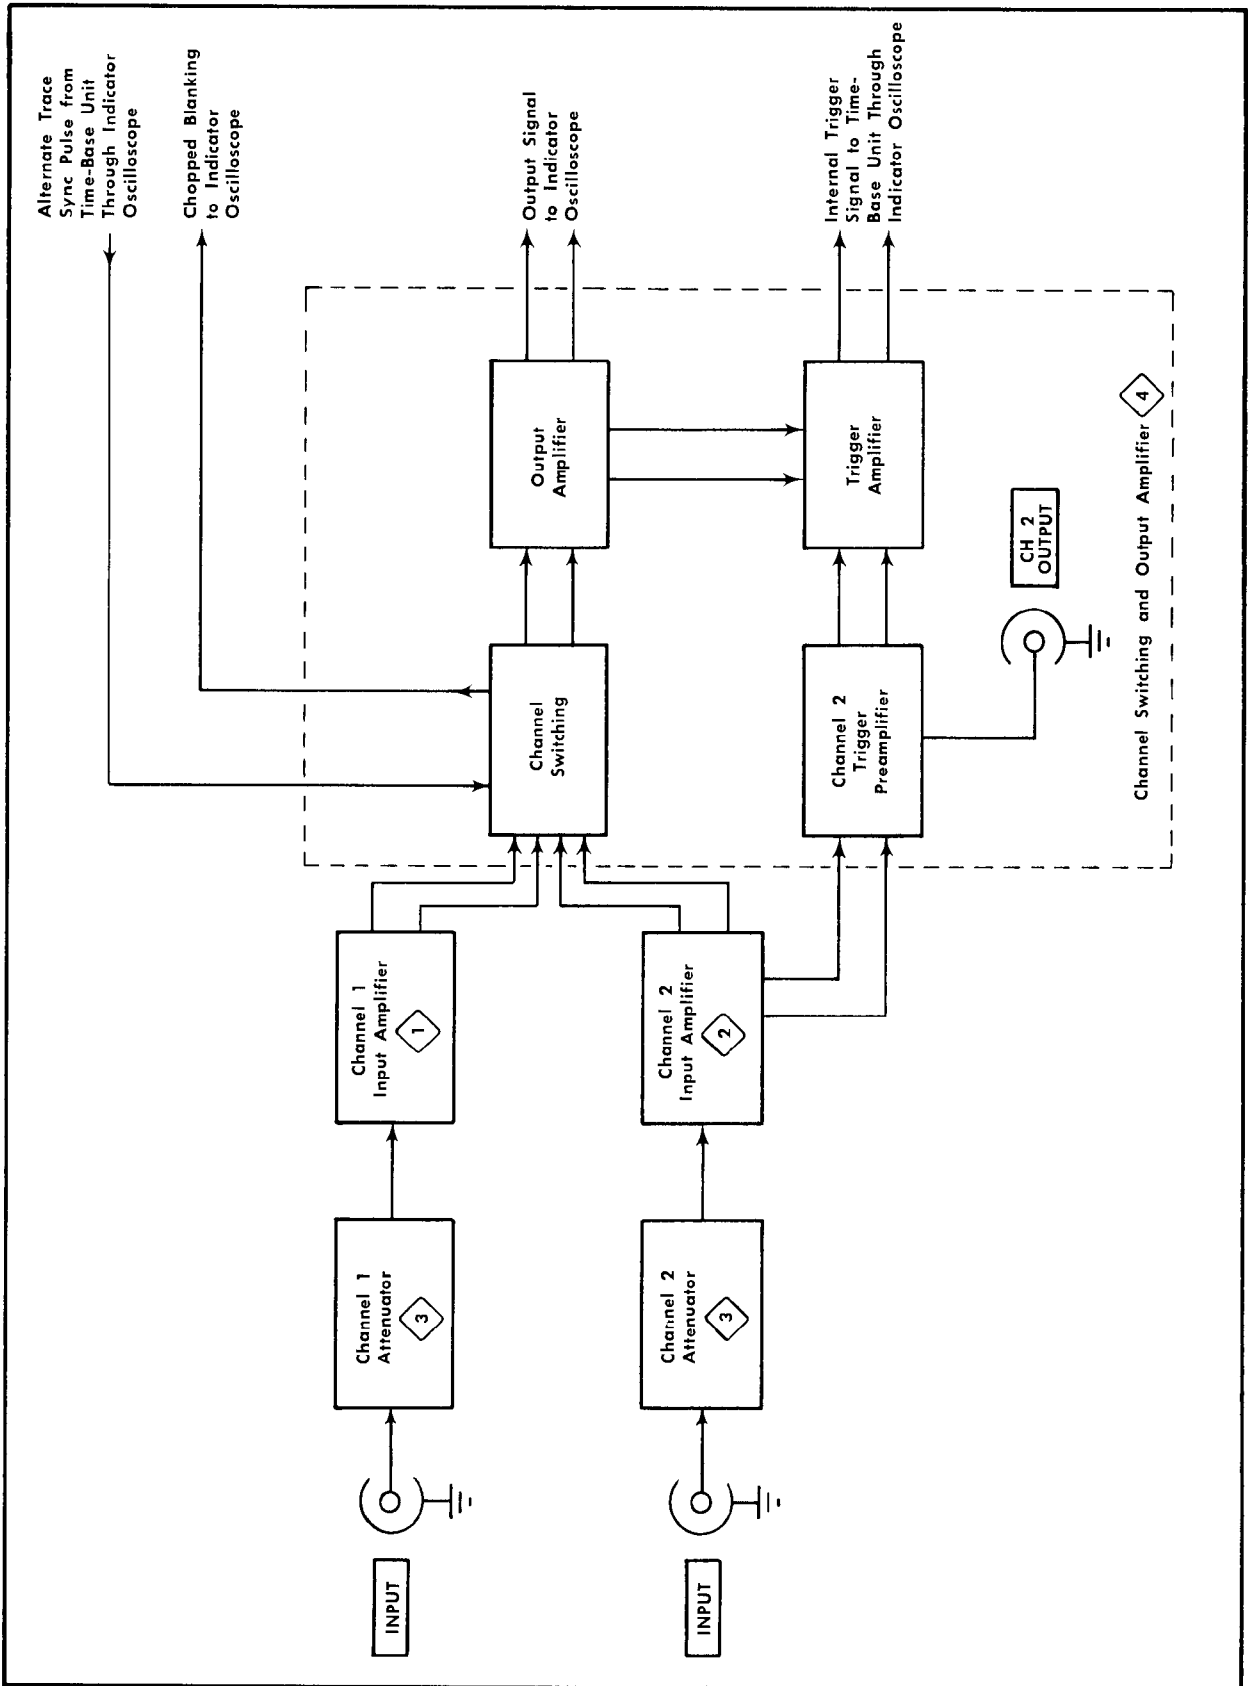 INPUT
Channel 1
Attenuator
3
Channel 1
Input Amplifier
1
Alternate Trace
Sync Pulse from
Time-Base Unit
Through Indicator
Oscilloscope
Chopped Blanking
to Indicator
Oscilloscope
Channel
Switching
Output
Amplifier
Output Signal
to Indicator
Oscilloscope
INPUT
Channel 2
Attenuator
3
Channel 2
Input Amplifier
2
Channel 2
Trigger
Preamplifier
Trigger
Amplifier
Internal Trigger
Signal to Time-
Base Unit Through
Indicator Oscilloscope
CH 2
OUTPUT
Channel Switching and Output Amplifier 4